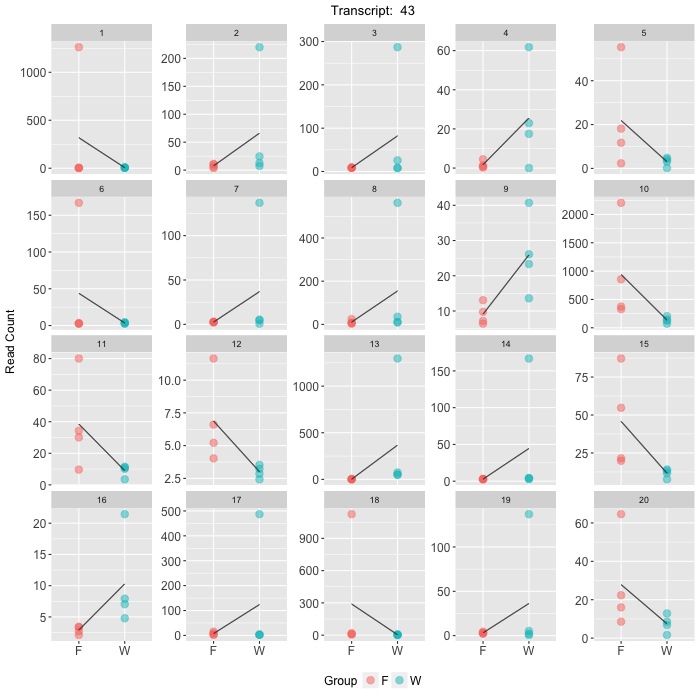 Transcript: 43
1 2 3 4 5
1000 500 0
200 150 100 50 0
300 200 100 0
60 40 20 0
40 20 0
6 7 8 9 10
150 100 50 0
100 50 0
400 200 0
40 30 20 10
2000 1500 1000 500 0
Read Count
11 12 13 14 15
80 60 40 20 0
10.0 7.5 5.0 2.5
1000 500 0
150 100 50 0
75 50 25
16 17 18 19 20
20 15 10 5
500 400 300 200 100 0
900 600 300 0
100 50 0
60 40 20 0
F W F W F W F W F W
Group F W